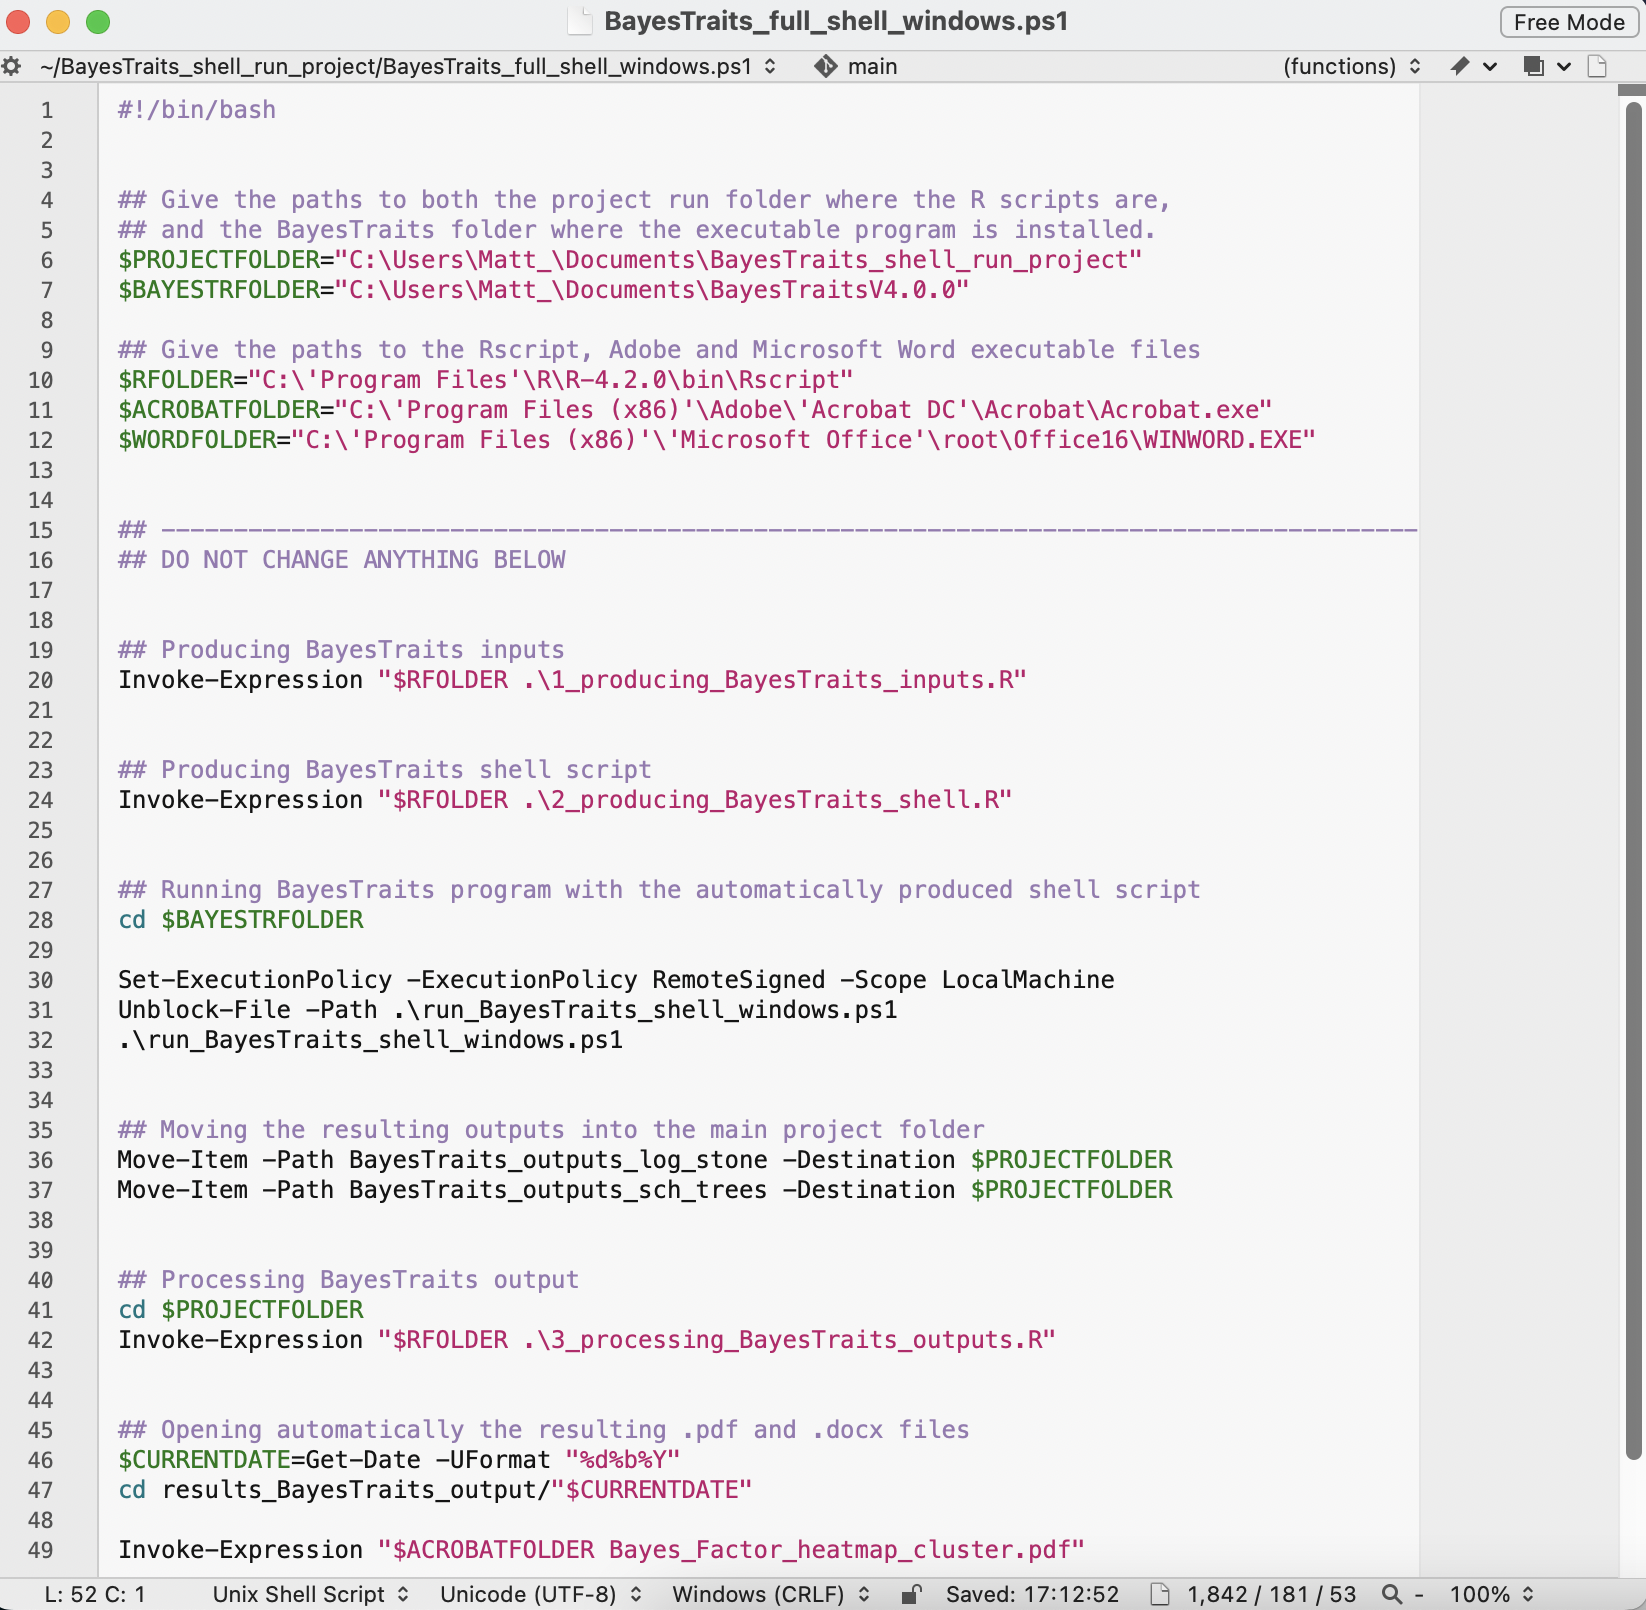 BayesTraits_full_shell_windows.ps1
Free Mode
~/BayesTraits_shell_run_project/BayesTraits_full_shell_windows.ps1 main (functions)
1 #!/bin/bash
2
3
4 ## Give the paths to both the project run folder where the R scripts are,
5 ## and the BayesTraits folder where the executable program is installed.
6 $PROJECTFOLDER="C:\Users\Matt_\Documents\BayesTraits_shell_run_project"
7 $BAYESTRFOLDER="C:\Users\Matt_\Documents\BayesTraitsV4.0.0"
8
9 ## Give the paths to the Rscript, Adobe and Microsoft Word executable files
10 $RFOLDER="C:\'Program Files'\R\R-4.2.0\bin\Rscript"
11 $ACROBATFOLDER="C:\'Program Files (x86)'\Adobe\'Acrobat DC'\Acrobat\Acrobat.exe"
12 $WORDFOLDER="C:\'Program Files (x86)'\'Microsoft Office'\root\Office16\WINWORD.EXE"
13
14
15 ## ---------------------------------------------------------------------------------------
16 ## DO NOT CHANGE ANYTHING BELOW
17
18
19 ## Producing BayesTraits inputs
20 Invoke-Expression "$RFOLDER .\1_producing_BayesTraits_inputs.R"
21
22
23 ## Producing BayesTraits shell script
24 Invoke-Expression "$RFOLDER .\2_producing_BayesTraits_shell.R"
25
26
27 ## Running BayesTraits program with the automatically produced shell script
28 cd $BAYESTRFOLDER
29
30 Set-ExecutionPolicy -ExecutionPolicy RemoteSigned -Scope LocalMachine
31 Unblock-File -Path .\run_BayesTraits_shell_windows.ps1
32 .\run_BayesTraits_shell_windows.ps1
33
34
35 ## Moving the resulting outputs into the main project folder
36 Move-Item -Path BayesTraits_outputs_log_stone -Destination $PROJECTFOLDER
37 Move-Item -Path BayesTraits_outputs_sch_trees -Destination $PROJECTFOLDER
38
39
40 ## Processing BayesTraits output
41 cd $PROJECTFOLDER
42 Invoke-Expression "$RFOLDER .\3_processing_BayesTraits_outputs.R"
43
44
45 ## Opening automatically the resulting .pdf and .docx files
46 $CURRENTDATE=Get-Date -UFormat "%d%b%Y"
47 cd results_BayesTraits_output/"$CURRENTDATE"
48
49 Invoke-Expression "$ACROBATFOLDER Bayes_Factor_heatmap_cluster.pdf"
L: 52 C: 1 Unix Shell Script Unicode (UTF-8) Windows (CRLF) Saved: 17:12:52 1,842 / 181 / 53 - 100%